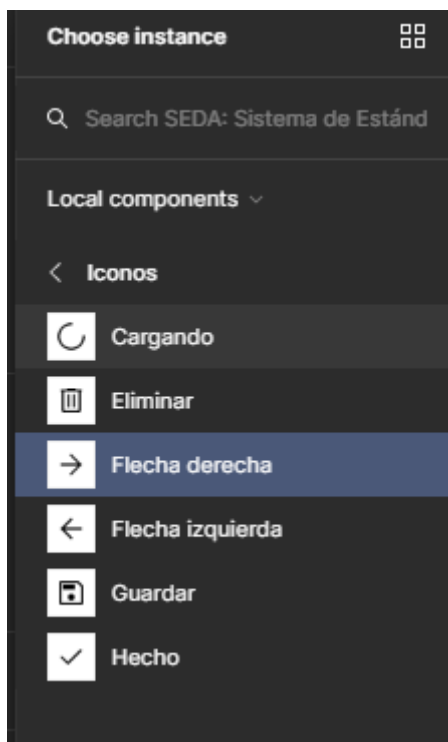 Choose instance
Search SEDA: Sistema de Estánd
Local components
Iconos
Cargando
Eliminar
Flecha derecha
Flecha izquierda
Guardar
Hecho